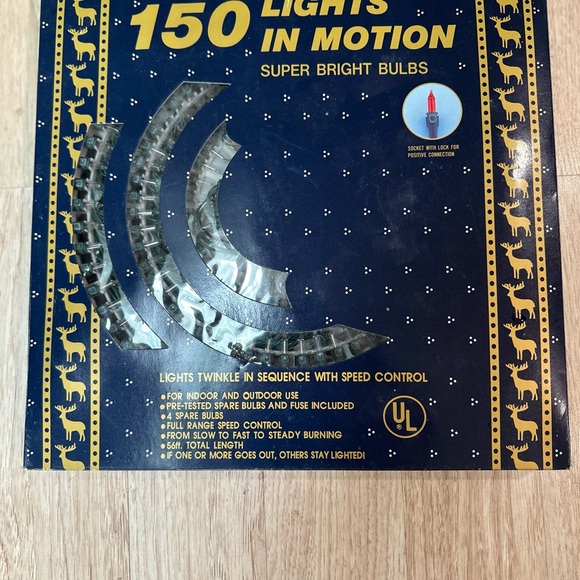 150 LIGHTS
IN MOTION
SUPER BRIGHT BULBS
SOCKET WITH LOCK FOR
POSITIVE CONNECTION
LIGHTS TWINKLE IN SEQUENCE WITH SPEED CONTROL
• FOR INDOOR AND OUTDOOR USE
• PRE-TESTED SPARE BULBS AND FUSE INCLUDED
• 4 SPARE BULBS
• FULL RANGE SPEED CONTROL
• FROM SLOW TO FAST TO STEADY BURNING
• 56ft. TOTAL LENGTH
• IF ONE OR MORE GOES OUT, OTHERS STAY LIGHTED!
UL